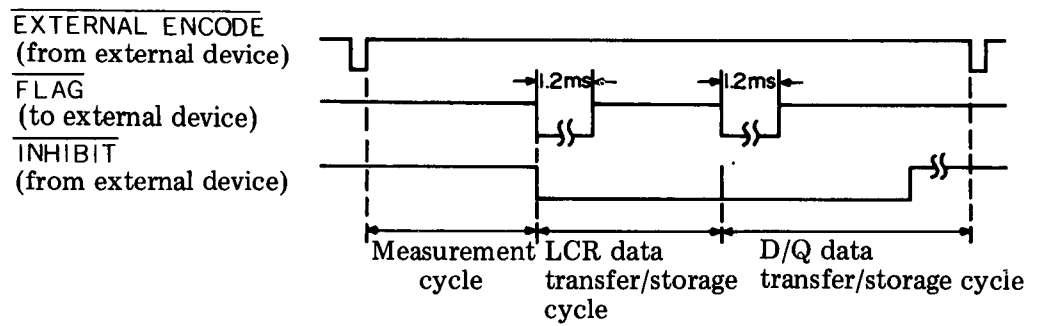 EXTERNAL ENCODE
(from external device)
FLAG
(to external device)
INHIBIT
(from external device)
1.2ms
1.2ms
Measurement cycle
LCR data transfer/storage cycle
D/Q data transfer/storage cycle